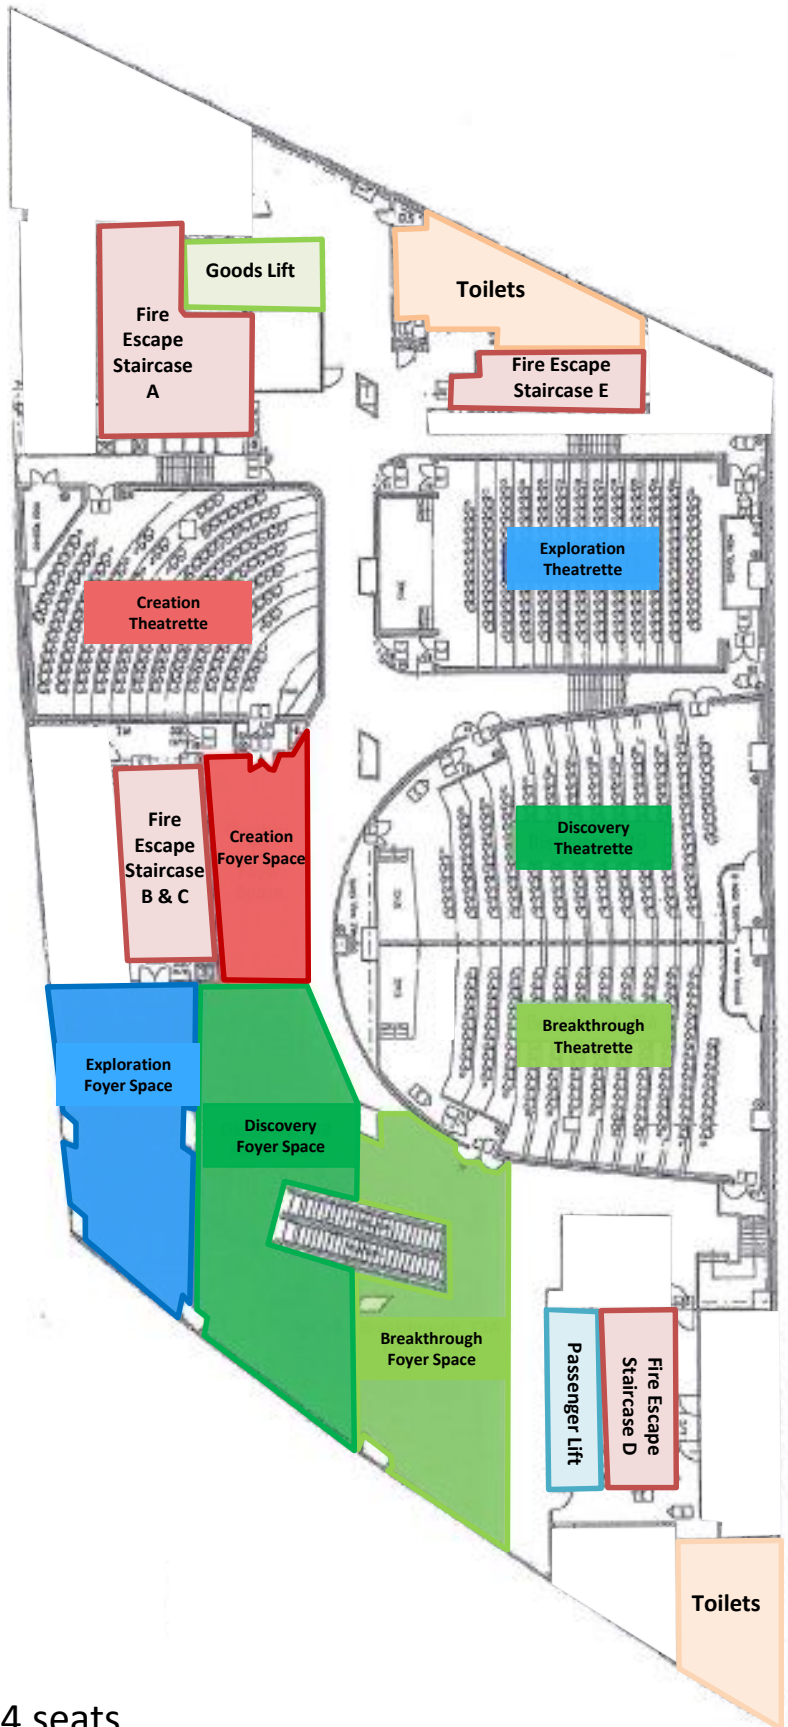 Goods Lift
Toilets
Fire
Escape
Staircase
A
Fire Escape
Staircase E
Exploration
Theatrette
Creation
Theatrette
Discovery
Theatrette
Fire
Escape
Staircase
B & C
Creation
Foyer Space
Breakthrough
Theatrette
Exploration
Foyer Space
Discovery
Foyer Space
Breakthrough
Foyer Space
Passenger Lift
Fire Escape
Staircase D
Toilets
4 seats